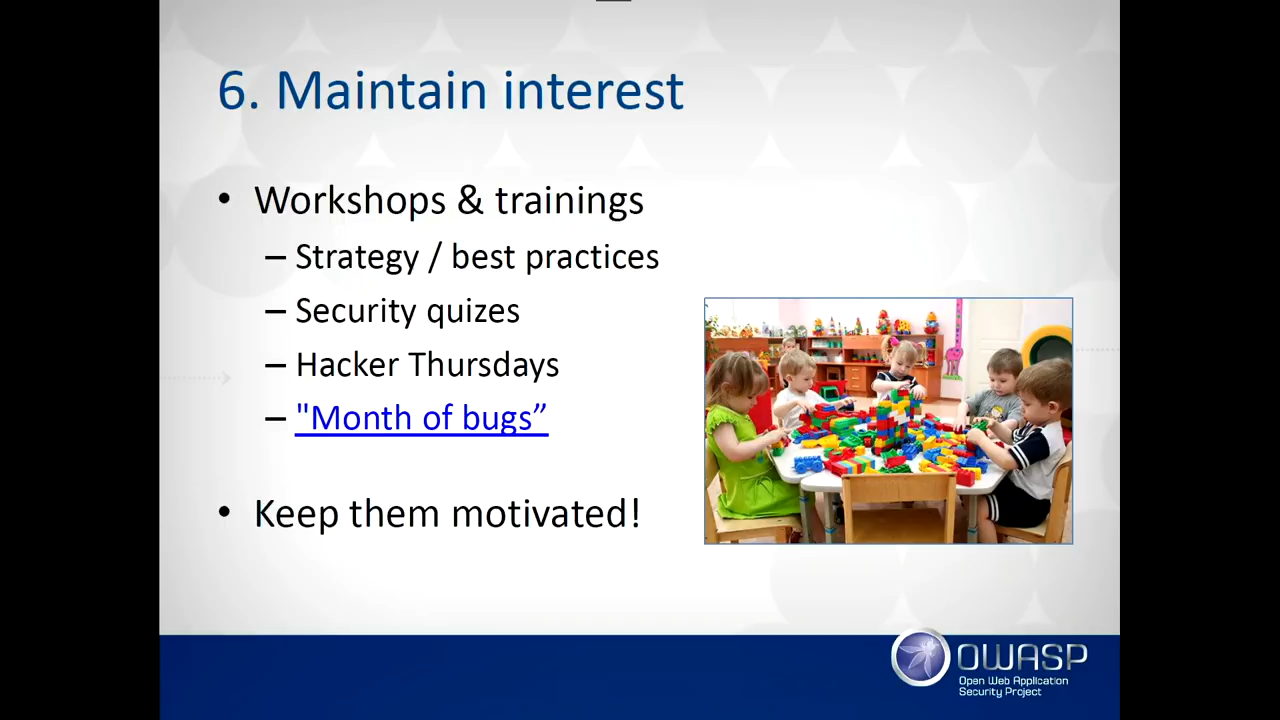 6. Maintain interest
• Workshops & trainings
– Strategy / best practices
– Security quizes
– Hacker Thursdays
– "Month of bugs”
• Keep them motivated!
OWASP
Open Web Application
Security Project